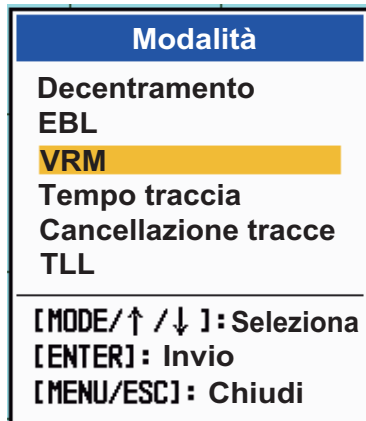 Modalità
Decentramento
EBL
VRM
Tempo traccia
Cancellazione tracce
TLL
[MODE/↑ /↓ ]: Seleziona
[ENTER]: Invio
[MENU/ESC]: Chiudi